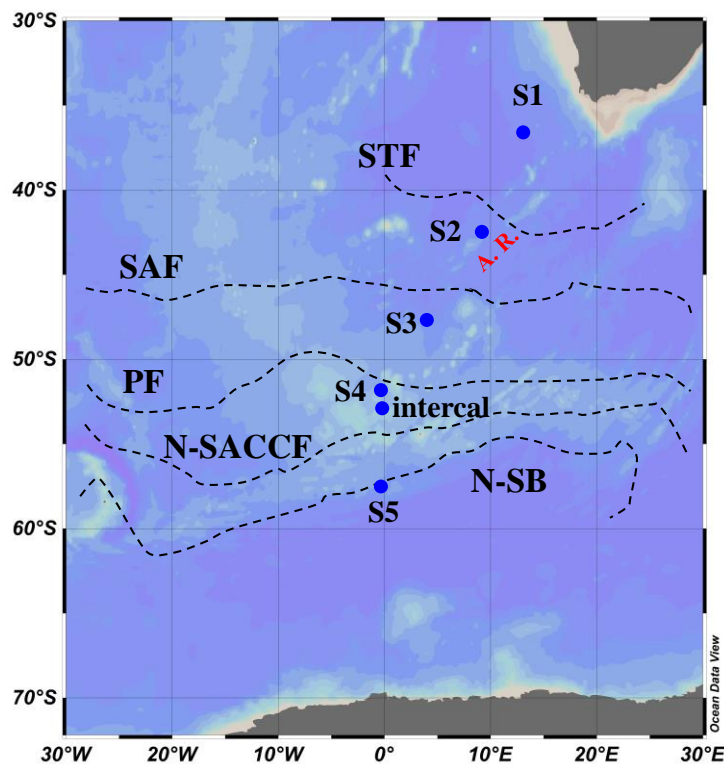 30°S
S1
STF
40°S
S2
A. R.
SAF
S3
50°S
PF
S4
intercal
N-SACCF
N-SB
S5
60°S
70°S
30°W 20°W 10°W 0° 10°E 20°E 30°E
Ocean Data View